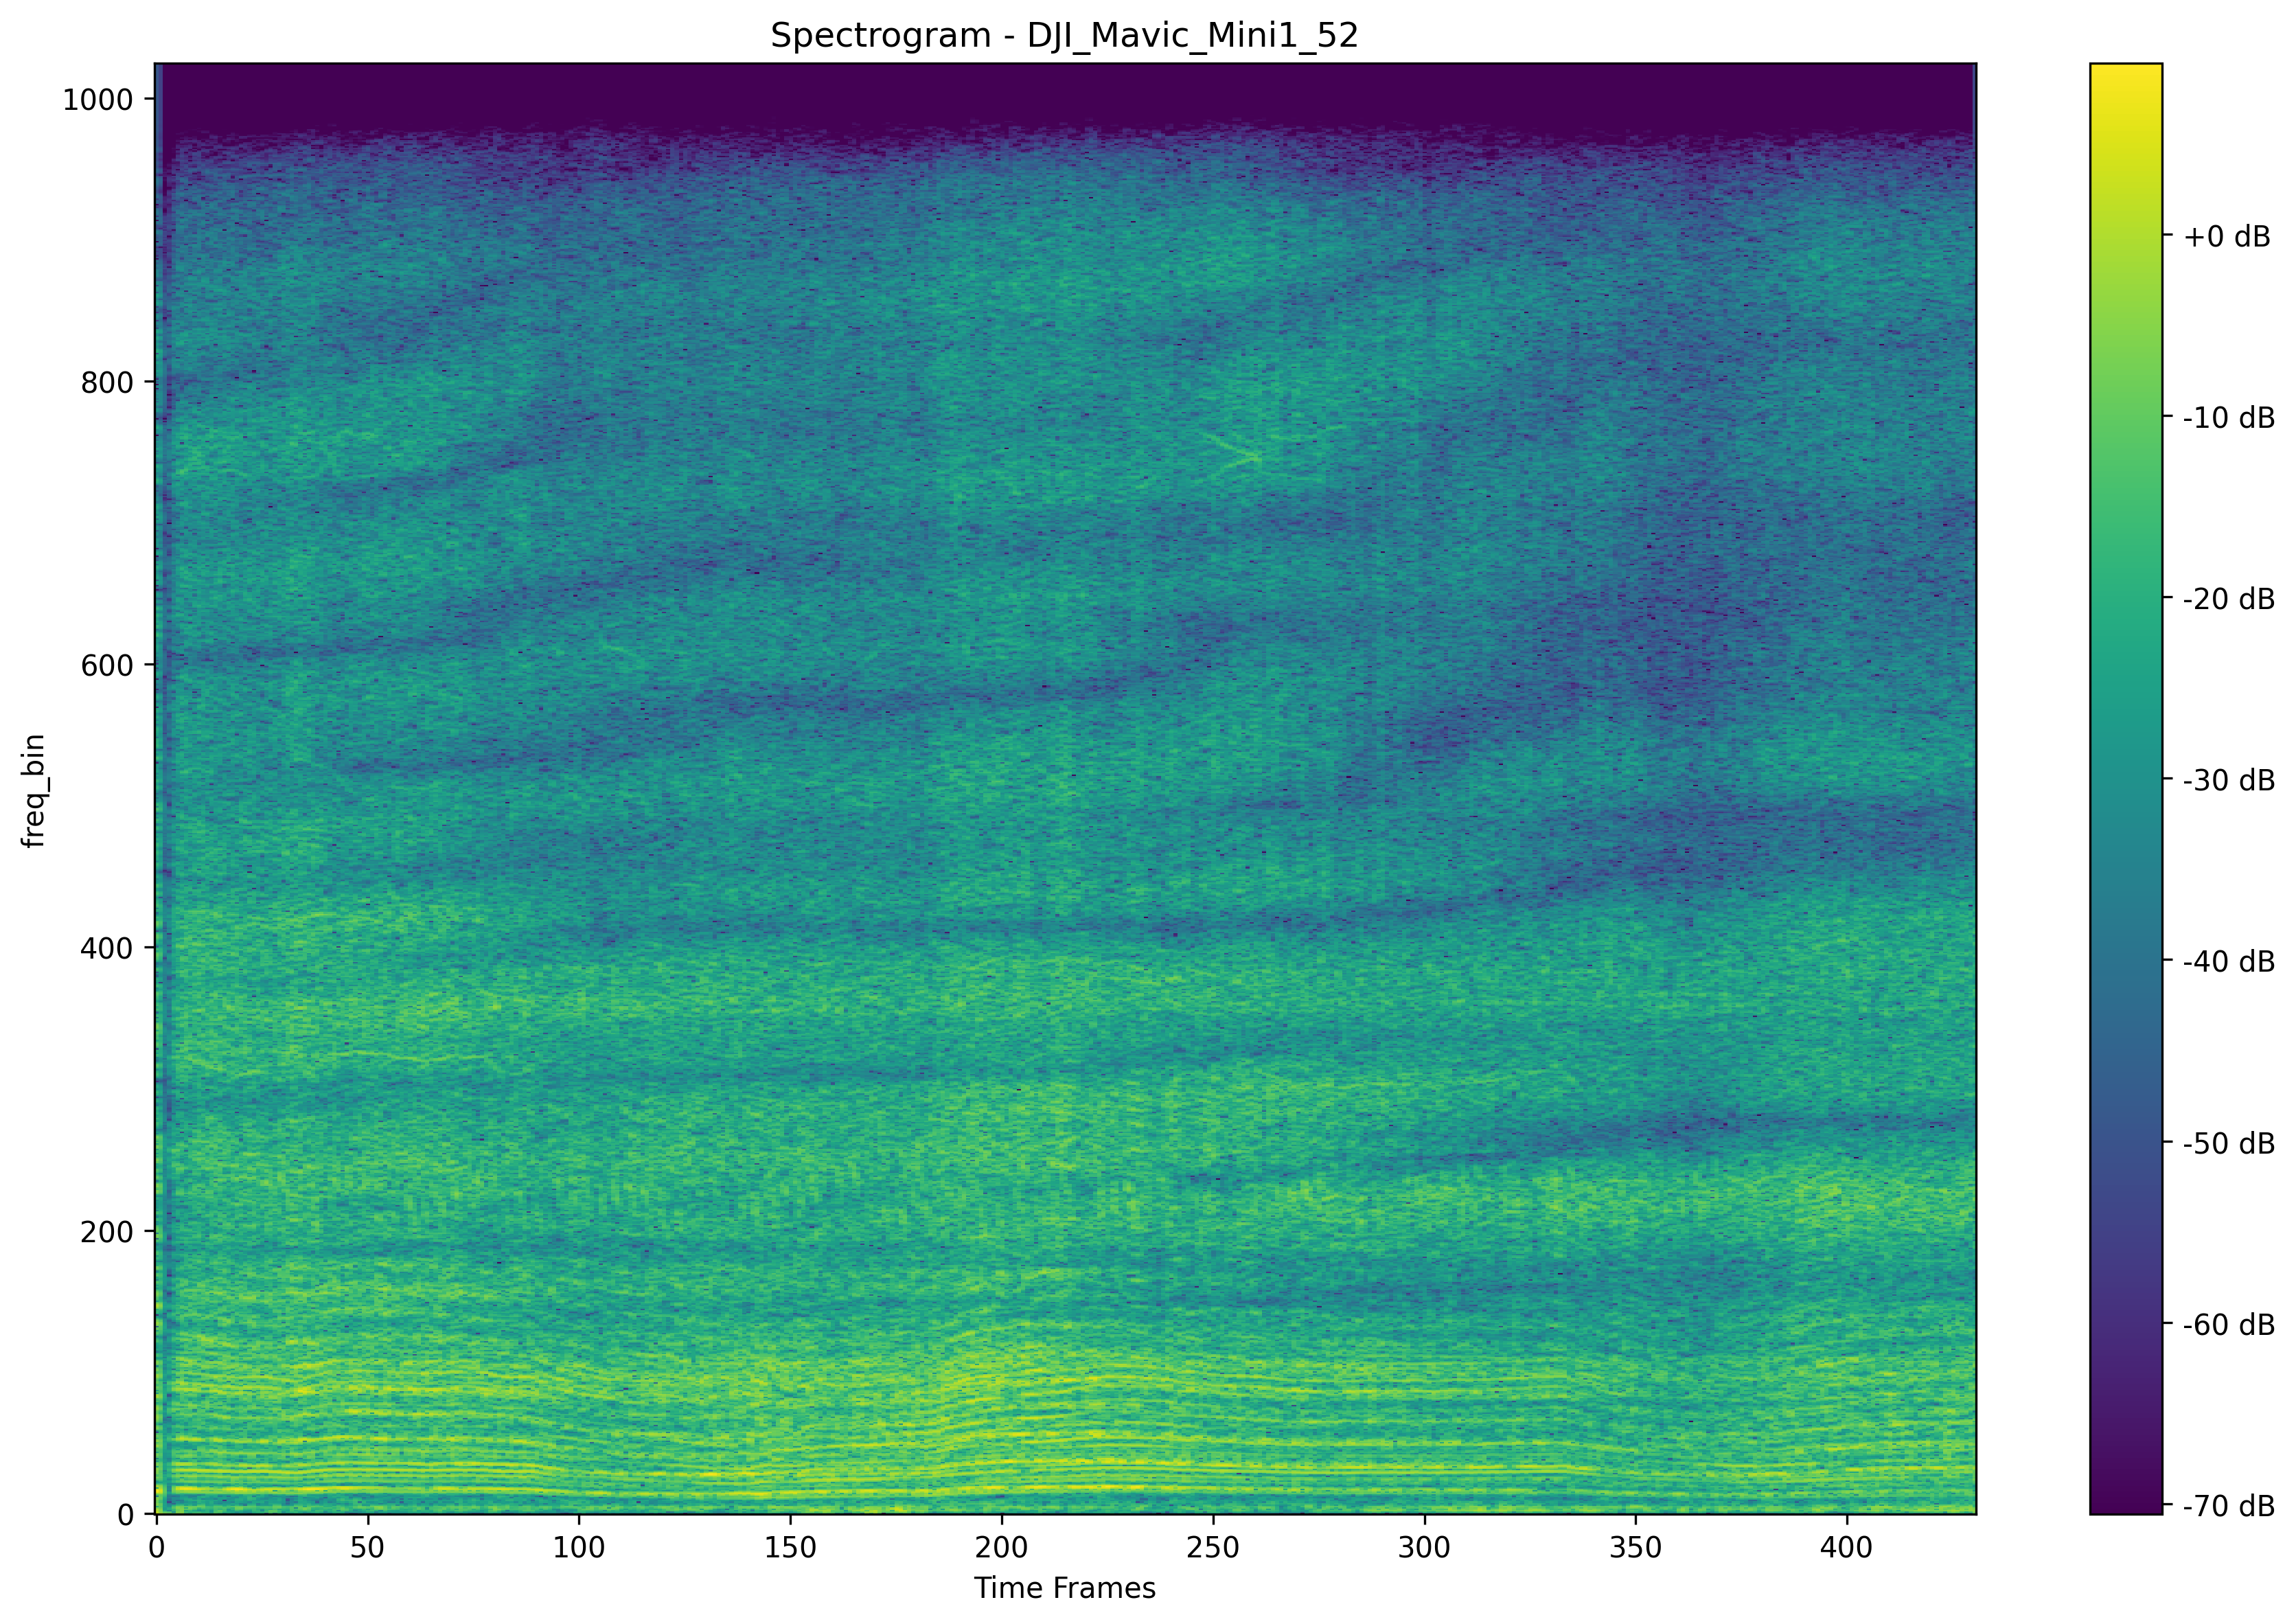 Spectrogram - DJI_Mavic_Mini1_52
1000
800
600
400
200
0
freq_bin
0 50 100 150 200 250 300 350 400
Time Frames
+0 dB
-10 dB
-20 dB
-30 dB
-40 dB
-50 dB
-60 dB
-70 dB